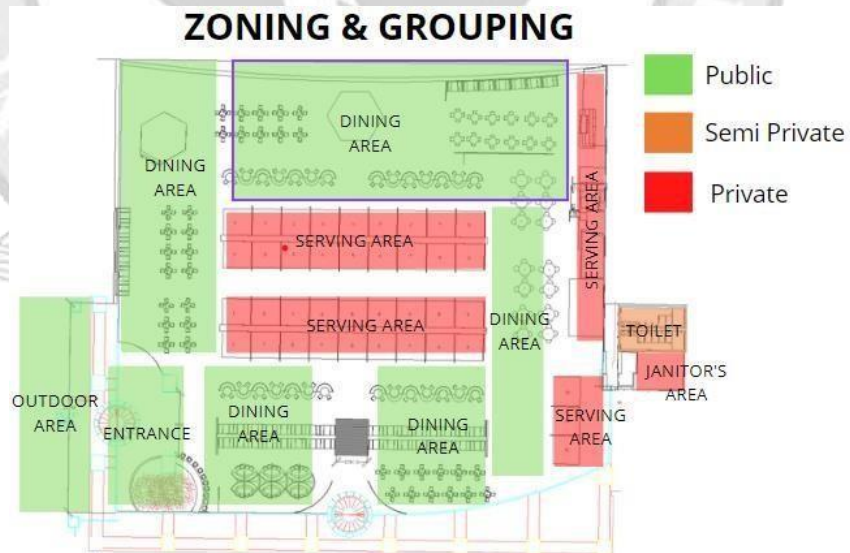 ZONING & GROUPING
Public
Semi Private
Private
DINING
AREA
DINING
AREA
SERVING AREA
SERVING AREA
SERVING AREA
DINING
AREA
TOILET
JANITOR'S
AREA
OUTDOOR
AREA
ENTRANCE
DINING
AREA
DINING
AREA
SERVING
AREA